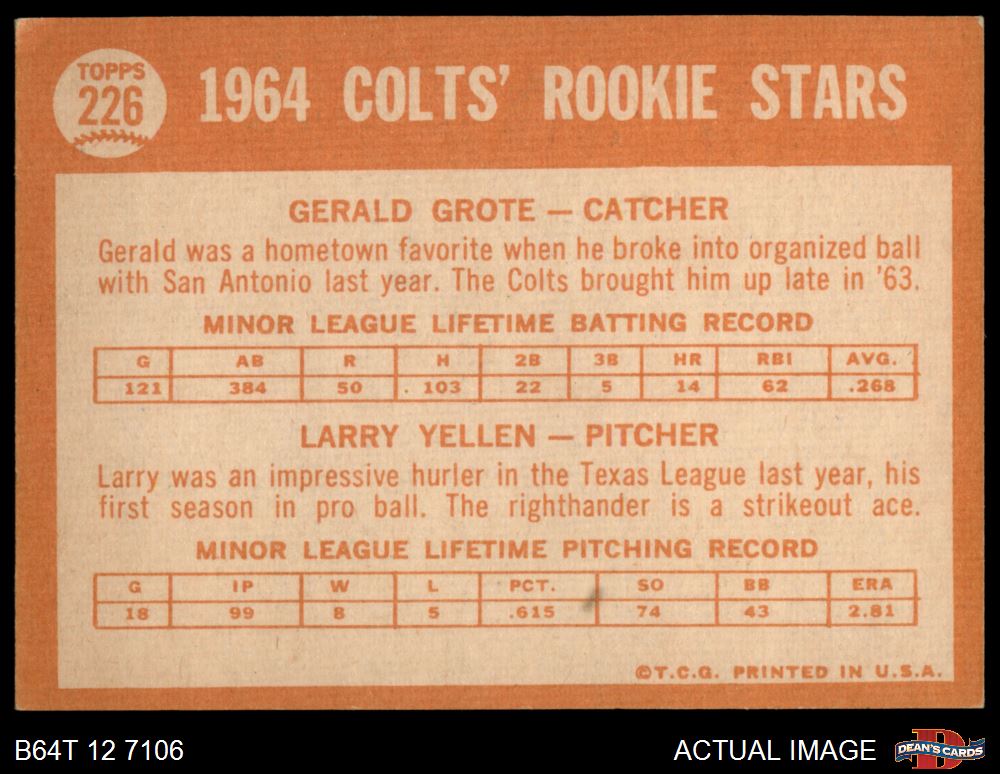 TOPPS
226
1964 COLTS' ROOKIE STARS
GERALD GROTE — CATCHER
Gerald was a hometown favorite when he broke into organized ball
with San Antonio last year. The Colts brought him up late in '63.
MINOR LEAGUE LIFETIME BATTING RECORD
G AB R H 2B 3B HR RBI AVG.
121 384 50 103 22 5 14 62 .268
LARRY YELLEN — PITCHER
Larry was an impressive hurler in the Texas League last year, his
first season in pro ball. The righthander is a strikeout ace.
MINOR LEAGUE LIFETIME PITCHING RECORD
G IP W L PCT. SO BB ERA
18 99 8 5 .615 74 43 2.81
©T.C.G. PRINTED IN U.S.A.
B64T 12 7106
ACTUAL IMAGE
D
DEAN'S CARDS